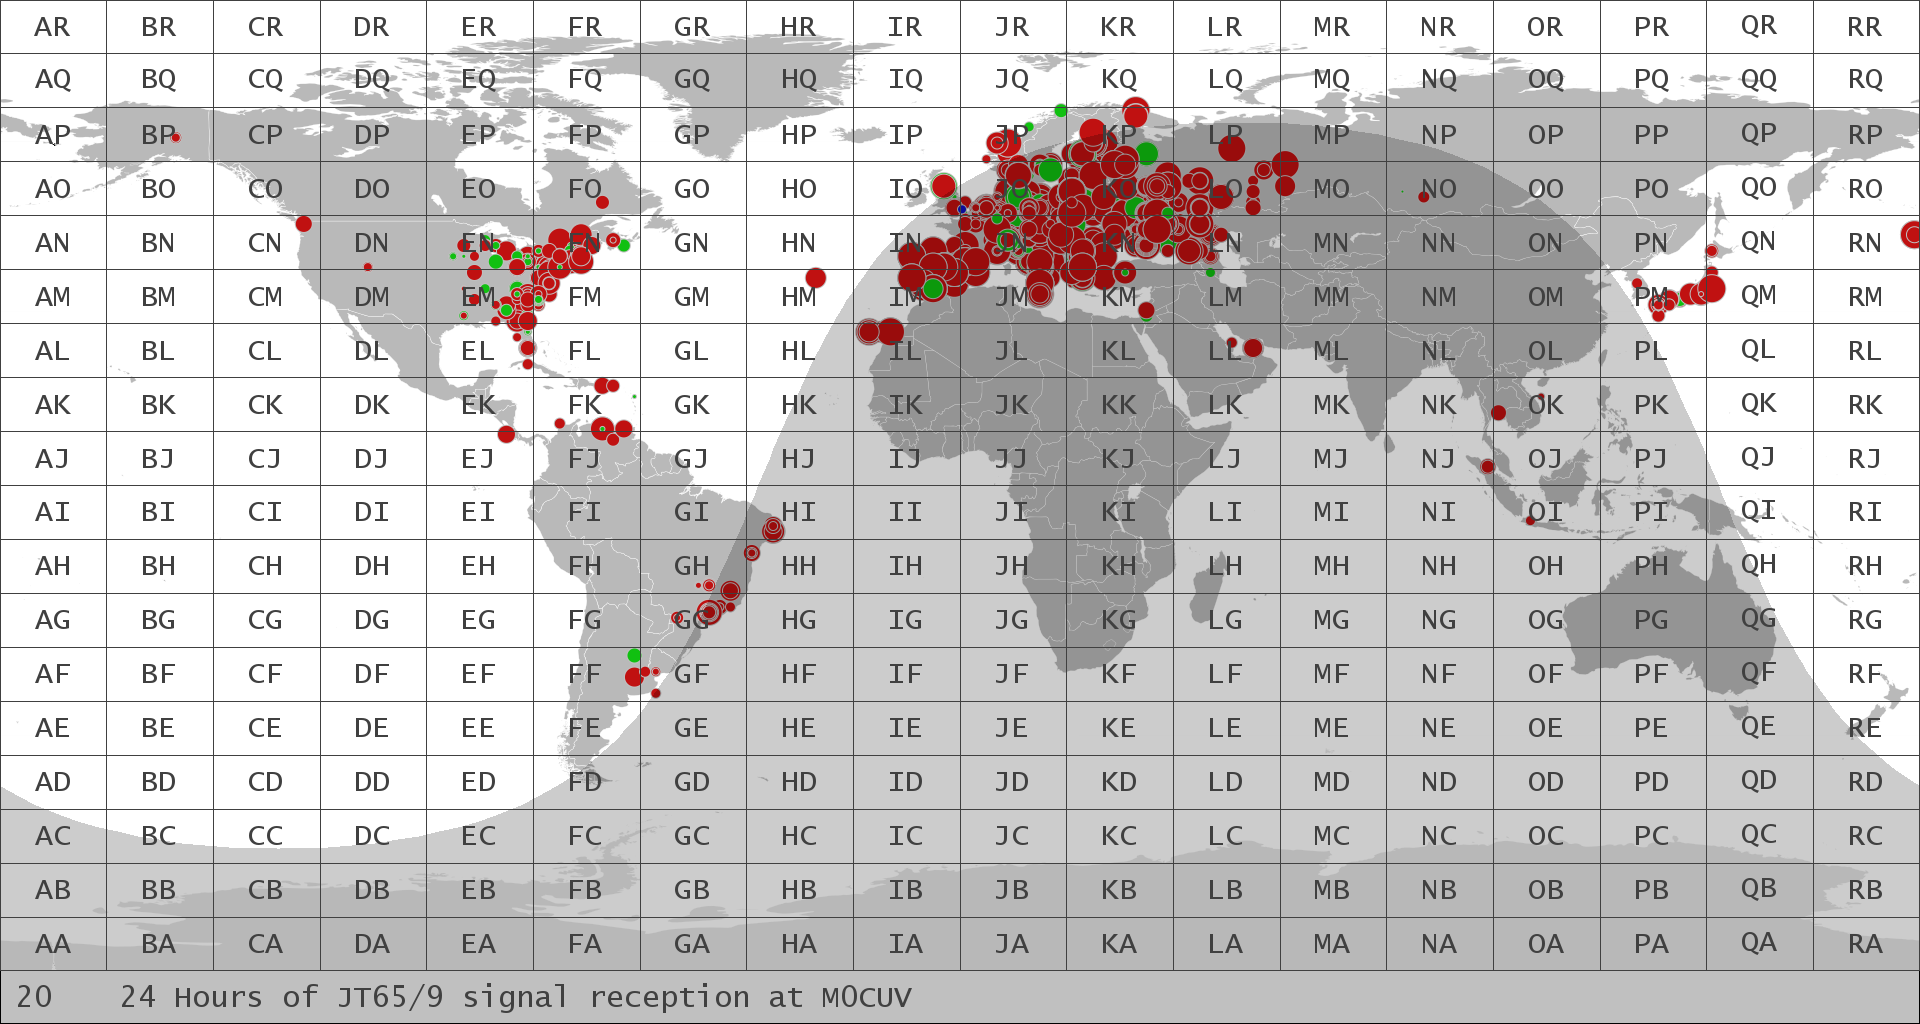 AR BR CR DR ER FR GR HR IR JR KR LR MR NR OR PR QR RR
AQ BQ CQ DQ EQ FQ GQ HQ IQ JQ KQ LQ MQ NQ OQ PQ QQ RQ
AP BP CP DP EP FP GP HP IP JP KP LP MP NP OP PP QP RP
AO BO CO DO EO FO GO HO IO JO KO LO MO NO OO PO QO RO
AN BN CN DN EN FN GN HN IN JN KN LN MN NN ON PN QN RN
AM BM CM DM EM FM GM HM IM JM KM LM MM NM OM PM QM RM
AL BL CL DL EL FL GL HL IL JL KL LL ML NL OL PL QL RL
AK BK CK DK EK FK GK HK IK JK KK LK MK NK OK PK QK RK
AJ BJ CJ DJ EJ FJ GJ HJ IJ JJ KJ LJ MJ NJ OJ PJ QJ RJ
AI BI CI DI EI FI GI HI II JI KI LI MI NI OI PI QI RI
AH BH CH DH EH FH GH HH IH JH KH LH MH NH OH PH QH RH
AG BG CG DG EG FG GG HG IG JG KG LG MG NG OG PG QG RG
AF BF CF DF EF FF GF HF IF JF KF LF MF NF OF PF QF RF
AE BE CE DE EE FE GE HE IE JE KE LE ME NE OE PE QE RE
AD BD CD DD ED FD GD HD ID JD KD LD MD ND OD PD QD RD
AC BC CC DC EC FC GC HC IC JC KC LC MC NC OC PC QC RC
AB BB CB DB EB FB GB HB IB JB KB LB MB NB OB PB QB RB
AA BA CA DA EA FA GA HA IA JA KA LA MA NA OA PA QA RA
20 24 Hours of JT65/9 signal reception at M0CUV